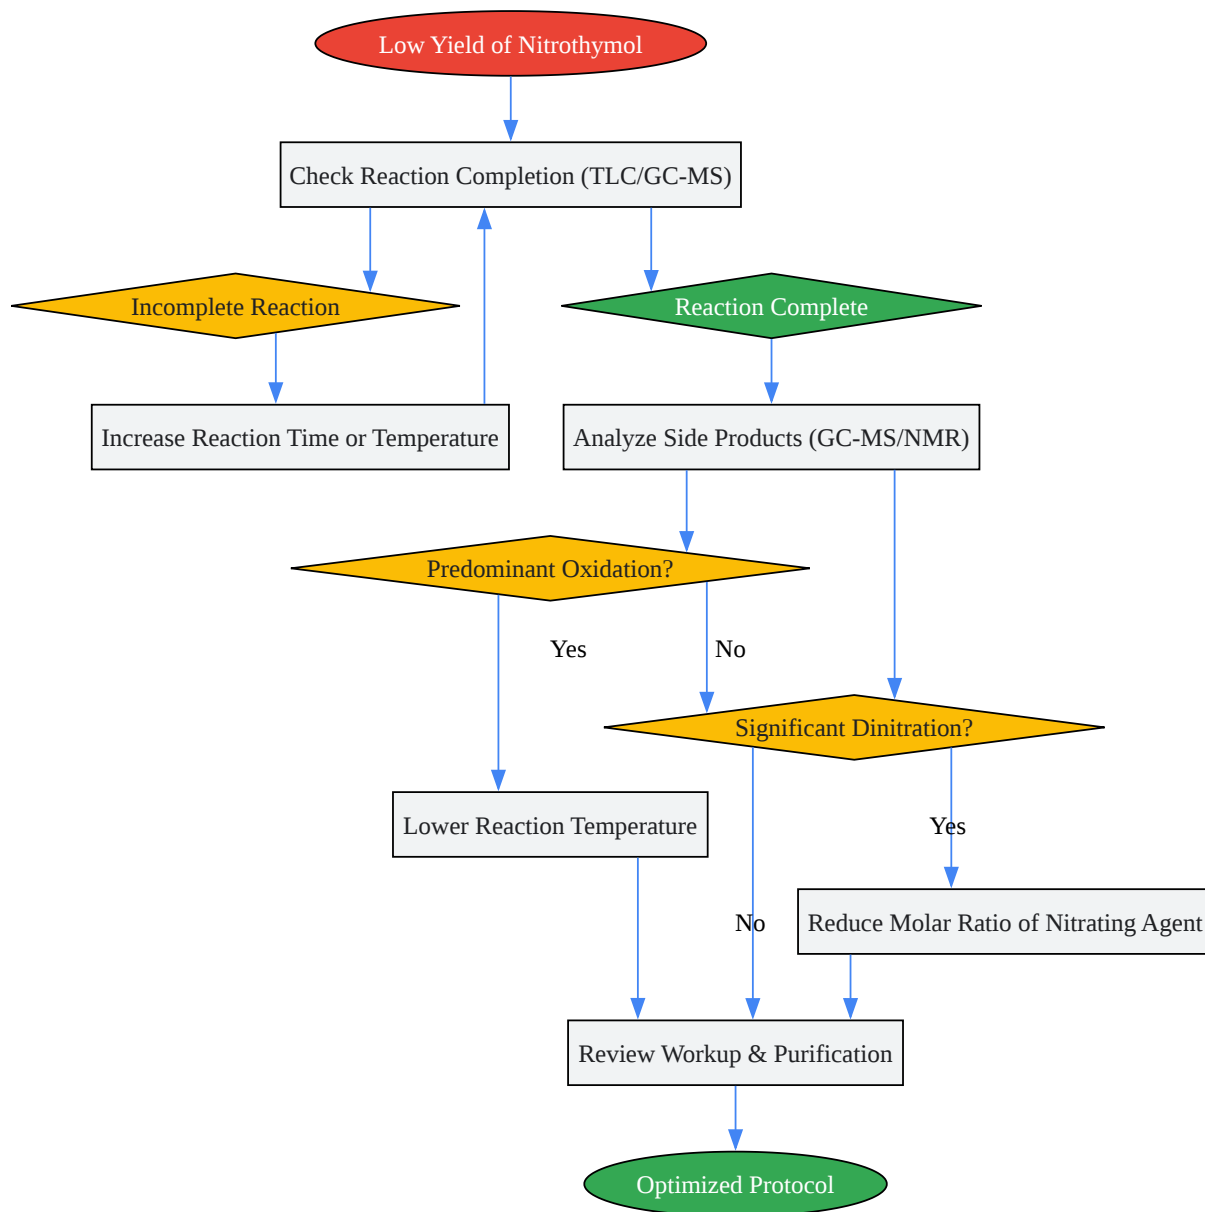 Low Yield of Nitrothymol
Check Reaction Completion (TLC/GC-MS)
Incomplete Reaction
Reaction Complete
Increase Reaction Time or Temperature
Analyze Side Products (GC-MS/NMR)
Predominant Oxidation?
Yes
No
Significant Dinitration?
Lower Reaction Temperature
Yes
No
Reduce Molar Ratio of Nitrating Agent
Review Workup & Purification
Optimized Protocol